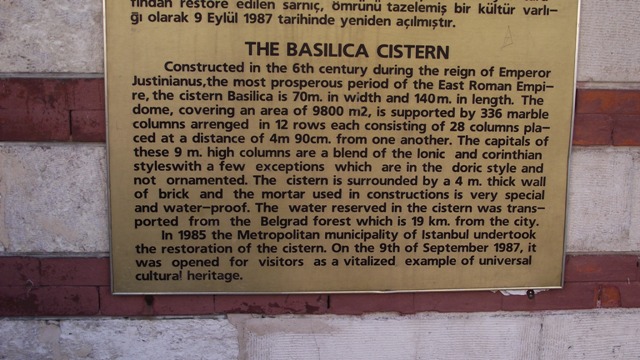 fından restore edilen sarnıç, ömrünü tazelemiş bir kültür varlı-
ğı olarak 9 Eylül 1987 tarihinde yeniden açılmıştır.
THE BASILICA CISTERN
Constructed in the 6th century during the reign of Emperor
Justinianus,the most prosperous period of the East Roman Empi-
re, the cistern Basilica is 70m. in width and 140m. in length. The
dome, covering an area of 9800 m2, is supported by 336 marble
columns arrenged in 12 rows each consisting of 28 columns pla-
ced at a distance of 4m 90cm. from one another. The capitals of
these 9 m. high columns are a blend of the Ionic and corinthian
styleswith a few exceptions which are in the doric style and
not ornamented. The cistern is surrounded by a 4 m. thick wall
of brick and the mortar used in constructions is very special
and water-proof. The water reserved in the cistern was trans-
ported from the Belgrad forest which is 19 km. from the city.
In 1985 the Metropolitan municipality of Istanbul undertook
the restoration of the cistern. On the 9th of September 1987, it
was opened for visitors as a vitalized example of universal
cultural heritage.